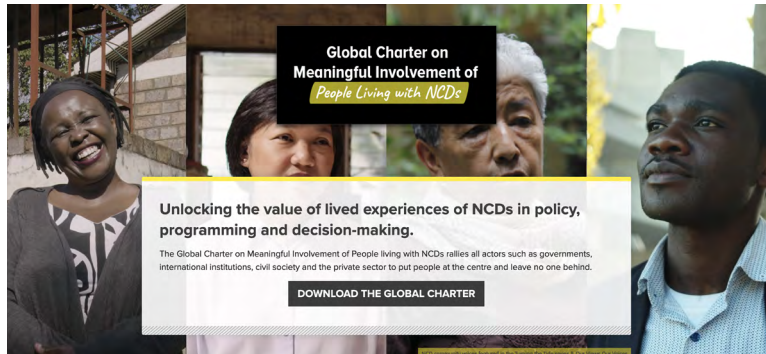 Global Charter on
Meaningful Involvement of
People Living with NCDs
Unlocking the value of lived experiences of NCDs in policy,
programming and decision-making.
The Global Charter on Meaningful Involvement of People living with NCDs rallies all actors such as governments,
international institutions, civil society and the private sector to put people at the centre and leave no one behind.
DOWNLOAD THE GLOBAL CHARTER